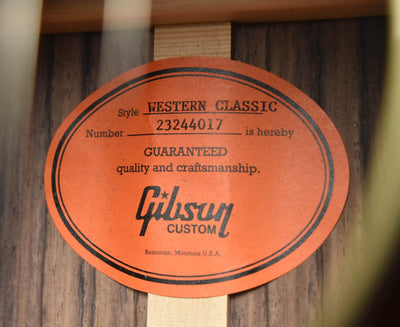 Style WESTERN CLASSIC
Number 23244017 is hereby
GUARANTEED
quality and craftsmanship.
Gibson
CUSTOM
Bozeman, Montana U.S.A.